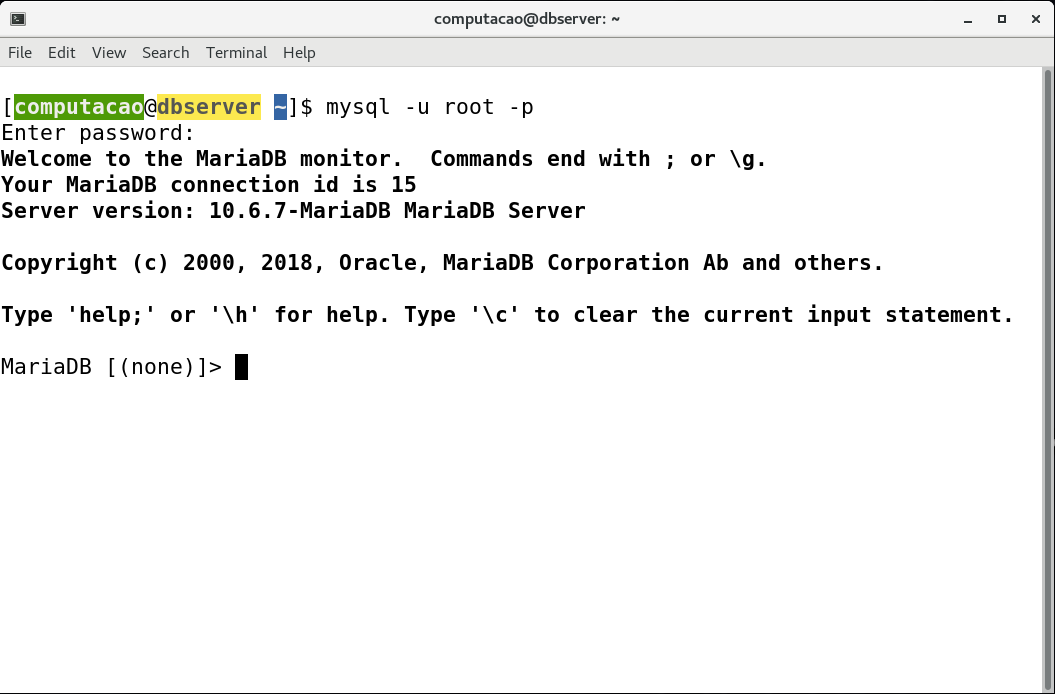 computacao@dbserver: ~
File Edit View Search Terminal Help
[computacao@dbserver ~]$ mysql -u root -p
Enter password:
Welcome to the MariaDB monitor.  Commands end with ; or \g.
Your MariaDB connection id is 15
Server version: 10.6.7-MariaDB MariaDB Server
Copyright (c) 2000, 2018, Oracle, MariaDB Corporation Ab and others.
Type 'help;' or '\h' for help. Type '\c' to clear the current input statement.
MariaDB [(none)]>